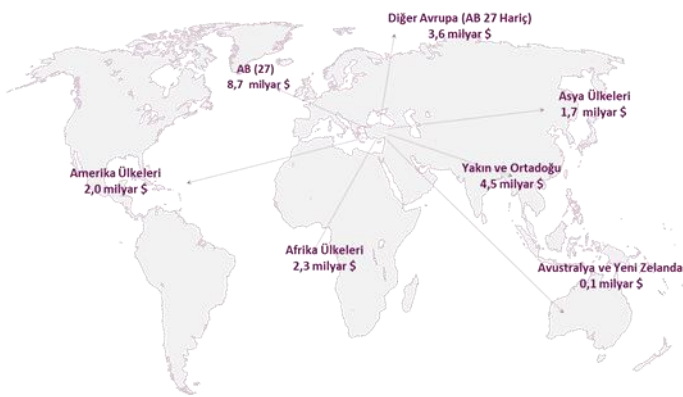 Diğer Avrupa (AB 27 Hariç)
3,6 milyar $
AB (27)
8,7 milyar $
Asya Ülkeleri
1,7 milyar $
Amerika Ülkeleri
2,0 milyar $
Yakın ve Ortadoğu
4,5 milyar $
Afrika Ülkeleri
2,3 milyar $
Avustralya ve Yeni Zelanda
0,1 milyar $